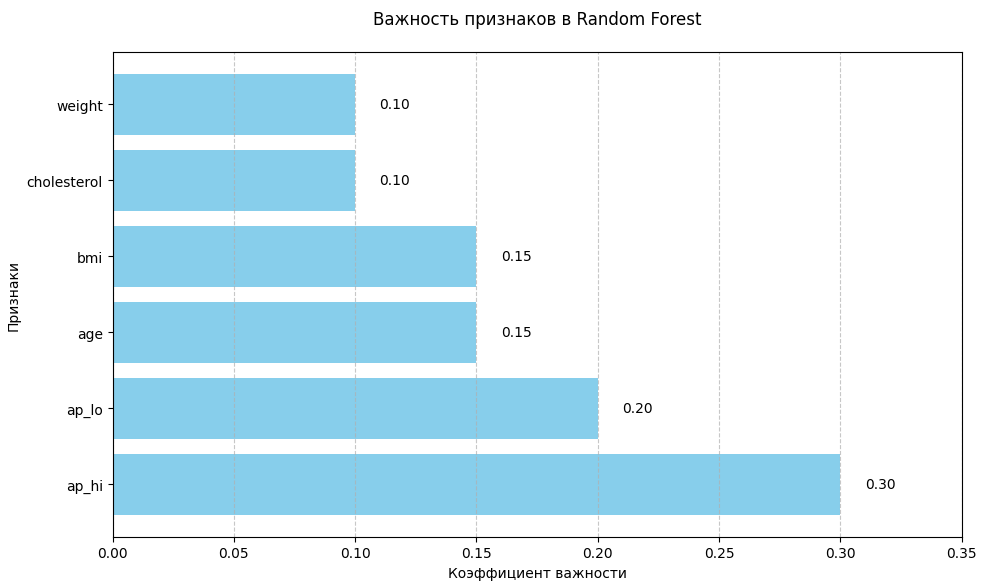 Важность признаков в Random Forest
weight
0.10
cholesterol
0.10
bmi
0.15
age
0.15
ap_lo
0.20
ap_hi
0.30
Признаки
0.00 0.05 0.10 0.15 0.20 0.25 0.30 0.35
Коэффициент важности